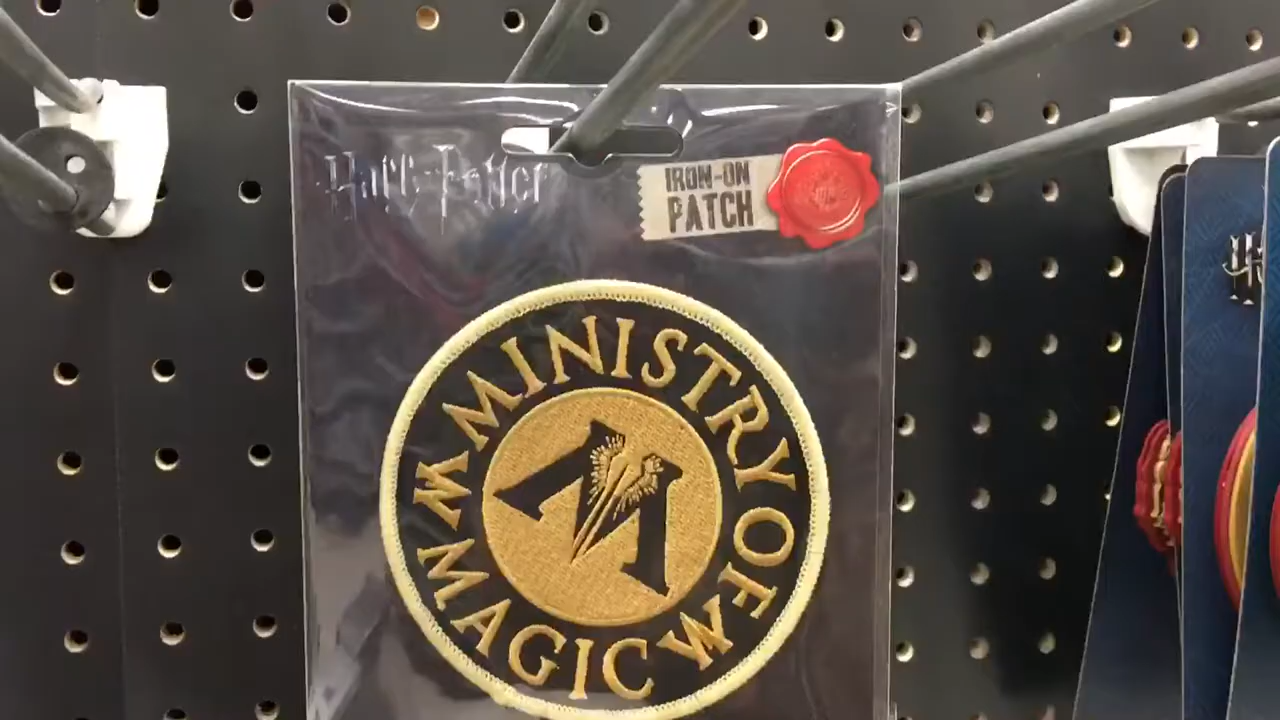 Harry Potter
IRON-ON
PATCH
MINISTRY OF
MAGIC
M